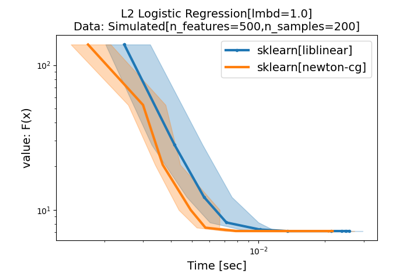 L2 Logistic Regression[lmbd=1.0]
Data: Simulated[n_features=500,n_samples=200]
sklearn[liblinear]
sklearn[newton-cg]
value: F(x)
10²
10¹
10⁻²
Time [sec]